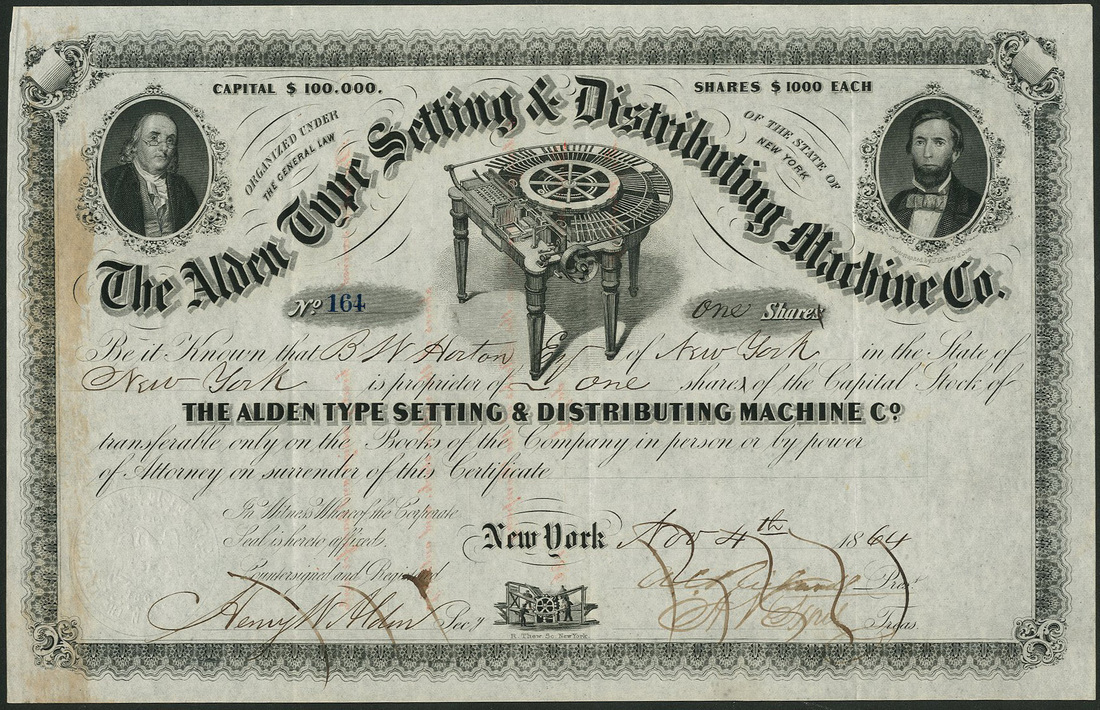 CAPITAL $ 100.000.
SHARES $ 1000 EACH
ORGANIZED UNDER
THE GENERAL LAW
OF THE STATE OF
NEW YORK
The Alden Type Setting & Distributing Machine Co.
No. 164
One Shares
Be it Known that B W Horton Esq of New York in the State of
New York is proprietor of one shares of the Capital Stock of
THE ALDEN TYPE SETTING & DISTRIBUTING MACHINE Co
transferable only on the Books of the Company in person or by power
of Attorney on surrender of this Certificate
In Witness Whereof the Corporate
Seal is hereto affixed.
New York Nov 4th 1864
Countersigned and Registered
Prest
Henry W Alden Secy
Treas
R. Thew. Sc. New York.